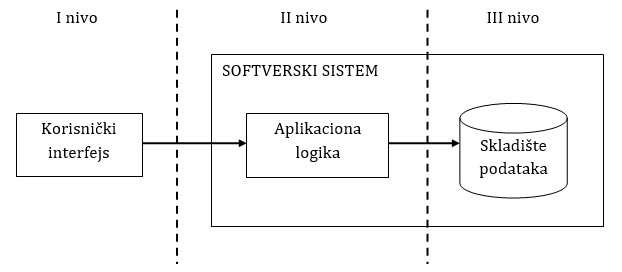 I nivo
II nivo
III nivo
SOFTVERSKI SISTEM
Korisnički
interfejs
Aplikaciona
logika
Skladište
podataka